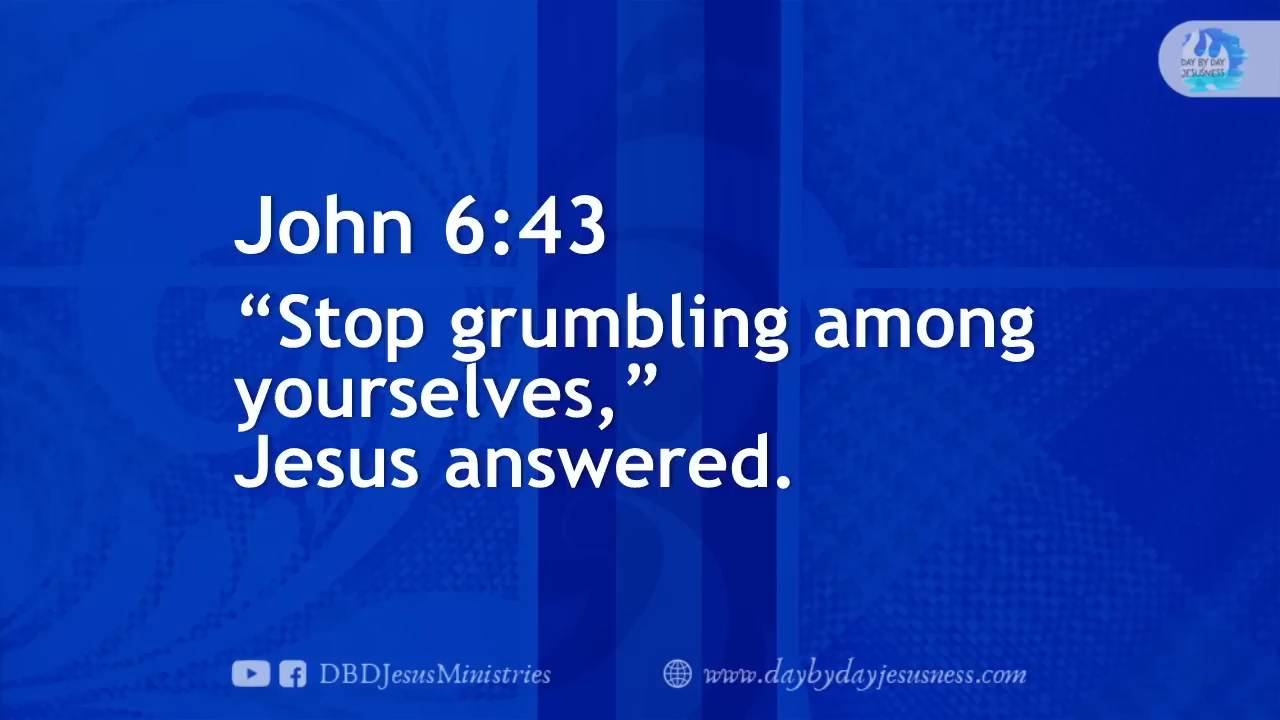 DAY BY DAY
JESUSNESS
John 6:43
“Stop grumbling among
yourselves,”
Jesus answered.
DBDJesusMinistries
www.daybydayjesusness.com